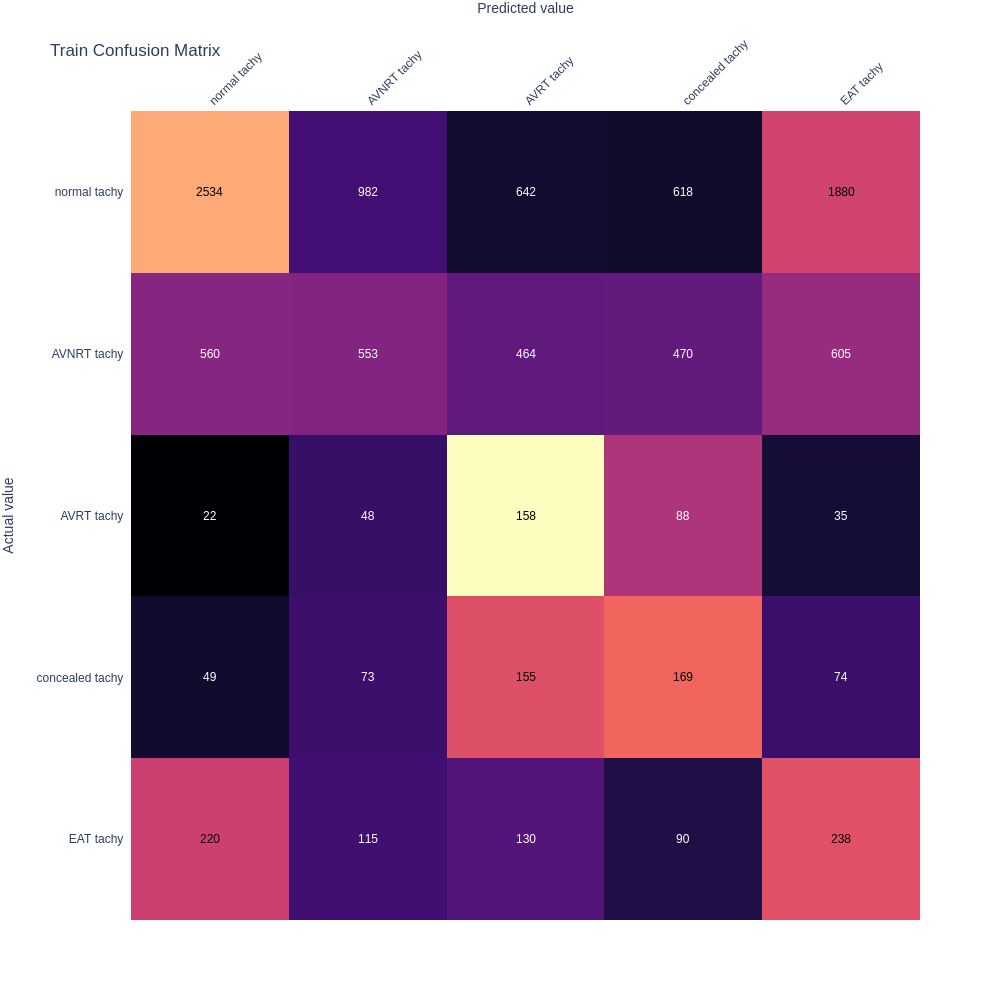 Predicted value
Train Confusion Matrix
normal tachy AVNRT tachy AVRT tachy concealed tachy EAT tachy
normal tachy 2534 982 642 618 1880
AVNRT tachy 560 553 464 470 605
Actual value
AVRT tachy 22 48 158 88 35
concealed tachy 49 73 155 169 74
EAT tachy 220 115 130 90 238